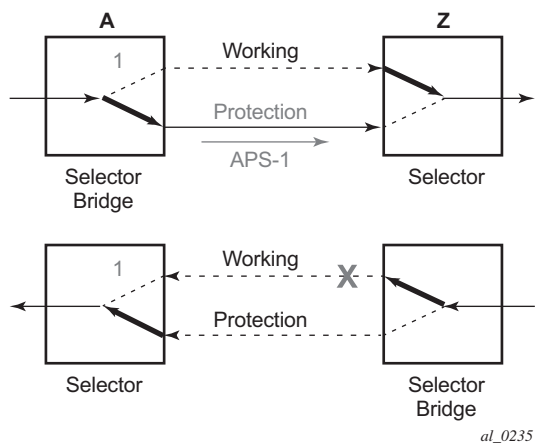 A
Z
1
Working
Protection
APS-1
Selector
Bridge
Selector
1
Working
X
Protection
Selector
Selector
Bridge
al_0235